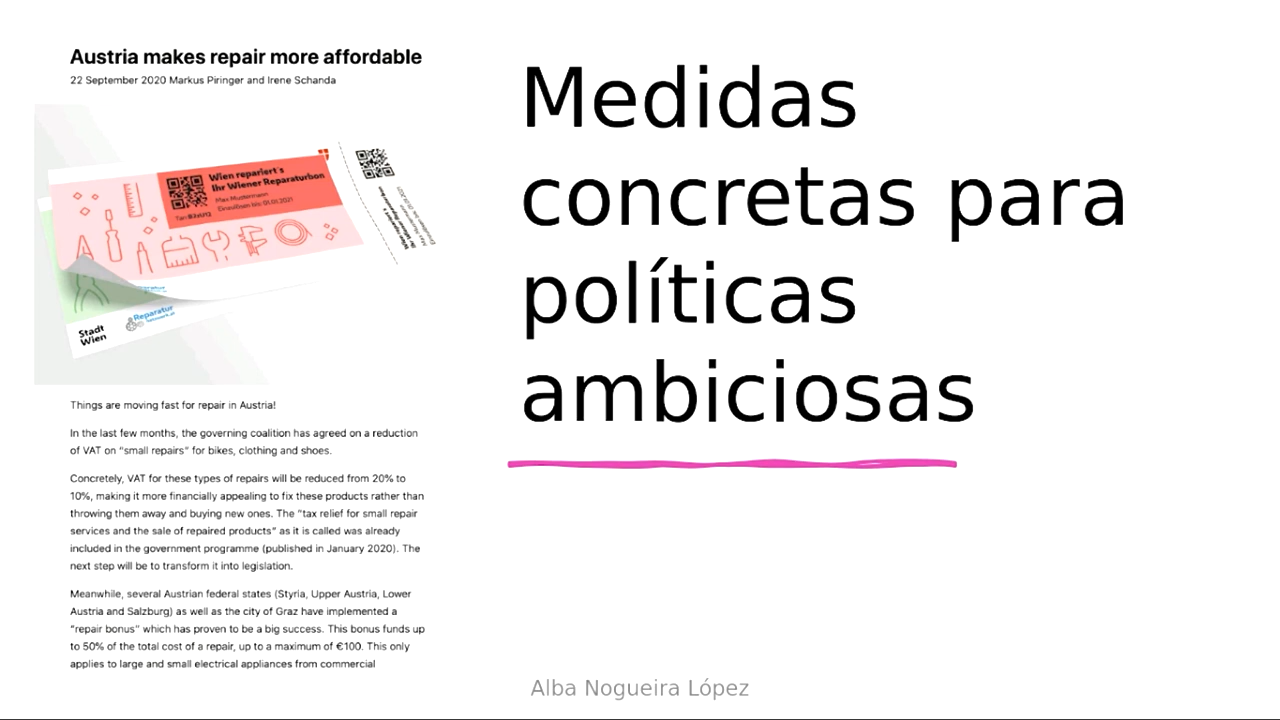 Austria makes repair more affordable
22 September 2020 Markus Piringer and Irene Schanda
Wien repariert's
Ihr Wiener Reparaturbon
Max Mustermann
Einzulösen bis: 01.01.2021
Stadt
Wien
Reparatur
Things are moving fast for repair in Austria!
In the last few months, the governing coalition has agreed on a reduction
of VAT on “small repairs” for bikes, clothing and shoes.
Concretely, VAT for these types of repairs will be reduced from 20% to
10%, making it more financially appealing to fix these products rather than
throwing them away and buying new ones. The “tax relief for small repair
services and the sale of repaired products” as it is called was already
included in the government programme (published in January 2020). The
next step will be to transform it into legislation.
Meanwhile, several Austrian federal states (Styria, Upper Austria, Lower
Austria and Salzburg) as well as the city of Graz have implemented a
“repair bonus” which has proven to be a big success. This bonus funds up
to 50% of the total cost of a repair, up to a maximum of €100. This only
applies to large and small electrical appliances from commercial
Medidas
concretas para
políticas
ambiciosas
Alba Nogueira López